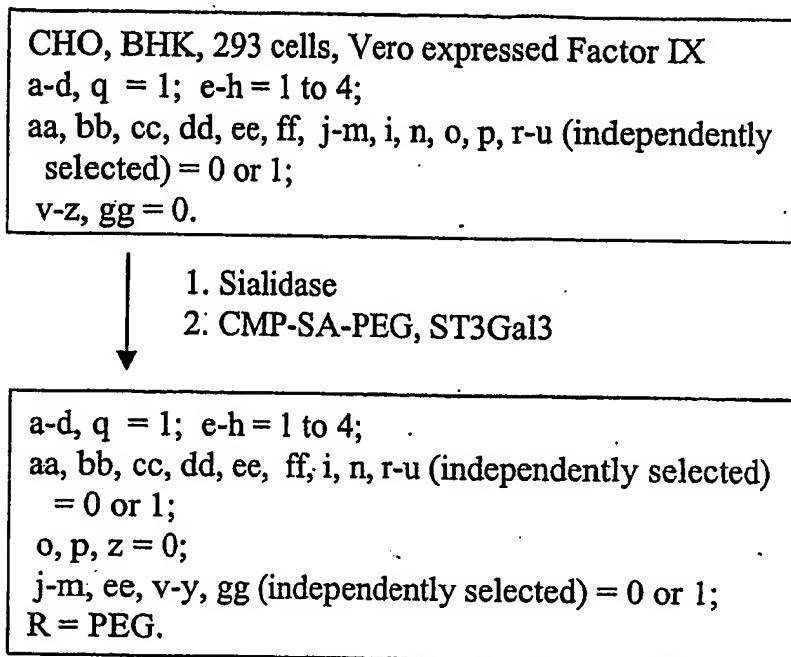 CHO, BHK, 293 cells, Vero expressed Factor IX
a-d, q = 1; e-h = 1 to 4;
aa, bb, cc, dd, ee, ff, j-m, i, n, o, p, r-u (independently
selected) = 0 or 1;
v-z, gg = 0.
1. Sialidase
2. CMP-SA-PEG, ST3Gal3
a-d, q = 1; e-h = 1 to 4;
aa, bb, cc, dd, ee, ff, i, n, r-u (independently selected)
= 0 or 1;
o, p, z = 0;
j-m, ee, v-y, gg (independently selected) = 0 or 1;
R = PEG.